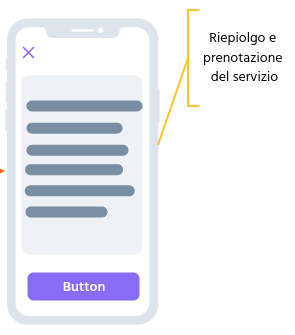 Riepiolgo e
prenotazione
del servizio
Button